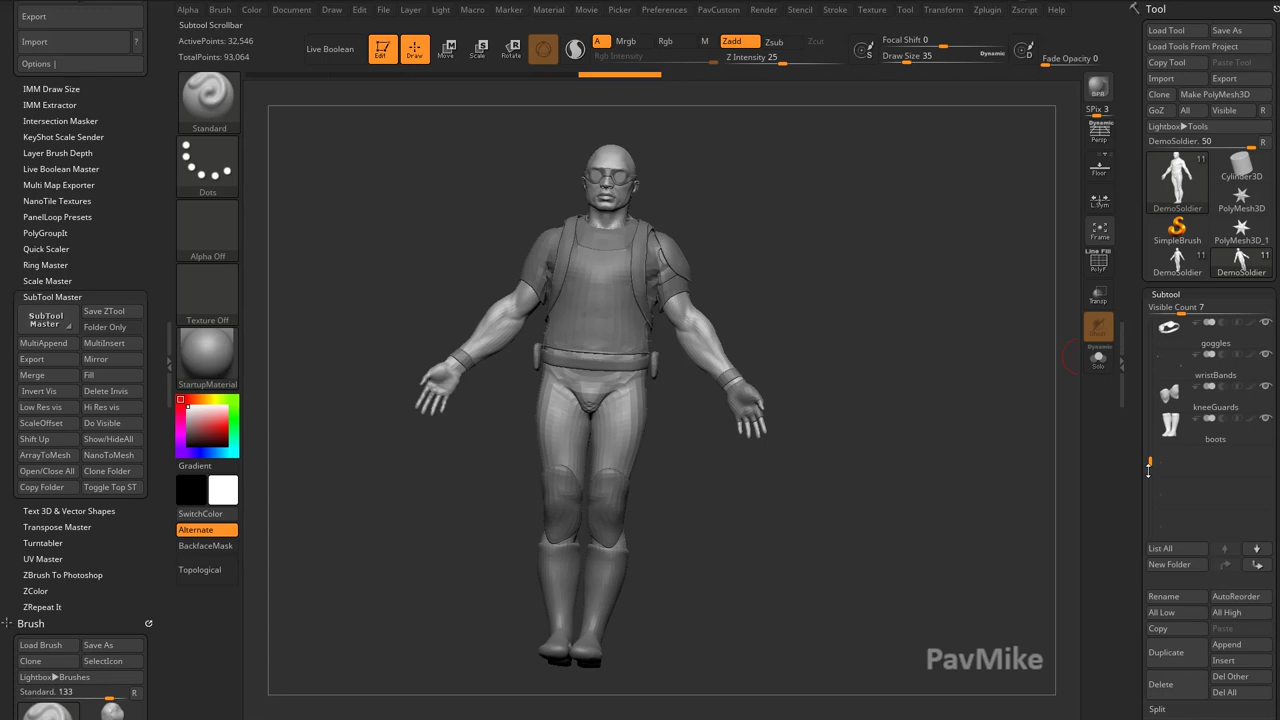 Alpha Brush Color Document Draw Edit File Layer Light Macro Marker Material Movie Picker Preferences PavCustom Render Stencil Stroke Texture Tool Transform Zplugin Zscript Help
Subtool Scrollbar
ActivePoints: 32,546
TotalPoints: 93,064
Live Boolean
Edit
Draw
Move
Scale
Rotate
A
Mrgb
Rgb
M
Zadd
Zsub
Zcut
Rgb Intensity
Z Intensity 25
Focal Shift 0
Draw Size 35
Dynamic
Fade Opacity 0
Export
Import
?
Options |
IMM Draw Size
IMM Extractor
Intersection Masker
KeyShot Scale Sender
Layer Brush Depth
Live Boolean Master
Multi Map Exporter
NanoTile Textures
PanelLoop Presets
PolyGroupIt
Quick Scaler
Ring Master
Scale Master
SubTool Master
SubTool Master
Save ZTool
Folder Only
MultiAppend
MultiInsert
Export
Mirror
Merge
Fill
Invert Vis
Delete Invis
Low Res vis
Hi Res vis
ScaleOffset
Do Visible
Shift Up
Show/HideAll
ArrayToMesh
NanoToMesh
Open/Close All
Clone Folder
Copy Folder
Toggle Top ST
Text 3D & Vector Shapes
Transpose Master
Turntabler
UV Master
ZBrush To Photoshop
ZColor
ZRepeat It
Brush
Load Brush
Save As
Clone
SelectIcon
Lightbox▶Brushes
Standard. 133
R
Standard
Dots
Alpha Off
Texture Off
StartupMaterial
Gradient
SwitchColor
Alternate
BackfaceMask
Topological
PavMike
BPR
SPix 3
Dynamic
Persp
Floor
L.Sym
Frame
Line Fill
PolyF
Transp
Ghost
Dynamic
Solo
Tool
Load Tool
Save As
Load Tools From Project
Copy Tool
Paste Tool
Import
Export
Clone
Make PolyMesh3D
GoZ
All
Visible
R
Lightbox▶Tools
DemoSoldier. 50
R
11
DemoSoldier
Cylinder3D
PolyMesh3D
SimpleBrush
PolyMesh3D_1
11
DemoSoldier
11
DemoSoldier
Subtool
Visible Count 7
goggles
wristBands
kneeGuards
boots
List All
New Folder
Rename
AutoReorder
All Low
All High
Copy
Paste
Duplicate
Append
Insert
Delete
Del Other
Del All
Split